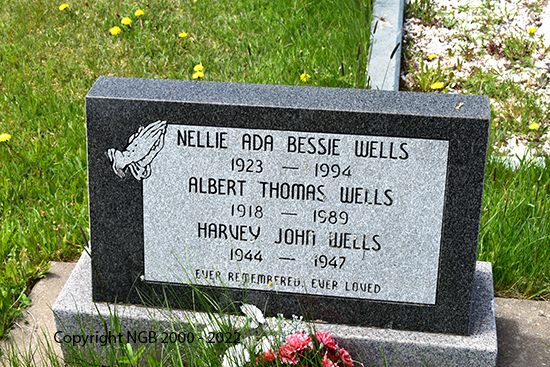 NELLIE ADA BESSIE WELLS
1923 — 1994
ALBERT THOMAS WELLS
1918 — 1989
HARVEY JOHN WELLS
1944 — 1947
EVER REMEMBERED, EVER LOVED
Copyright NGB 2000 - 2022